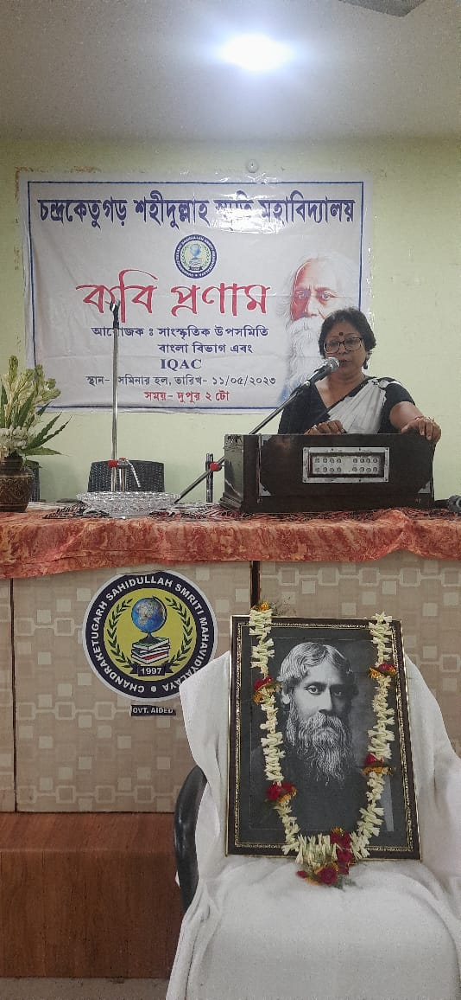 চন্দ্রকেতুগড় শহীদুল্লাহ স্মৃতি মহাবিদ্যালয়
কবি প্রণাম
আয়োজক : সাংস্কৃতিক উপসমিতি
বাংলা বিভাগ এবং
IQAC
স্থান- সেমিনার হল, তারিখ- ১১/০৫/২০২৩
সময়- দুপুর ২ টো
CHANDRAKETUGARH SAHIDULLAH SMRITI MAHAVIDYALAYA
1997
GOVT. AIDED